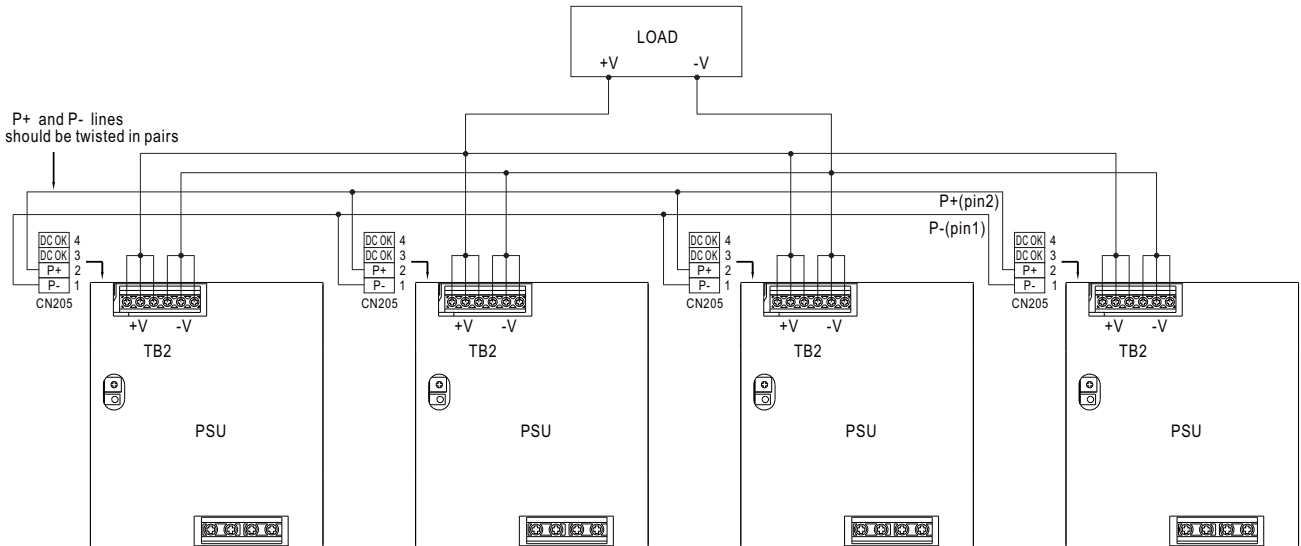 LOAD
+V -V
P+ and P- lines
should be twisted in pairs
P+(pin2)
P-(pin1)
DC OK 4
DC OK 3
P+ 2
P- 1
CN205
+V -V
TB2
PSU
DC OK 4
DC OK 3
P+ 2
P- 1
CN205
+V -V
TB2
PSU
DC OK 4
DC OK 3
P+ 2
P- 1
CN205
+V -V
TB2
PSU
DC OK 4
DC OK 3
P+ 2
P- 1
CN205
+V -V
TB2
PSU